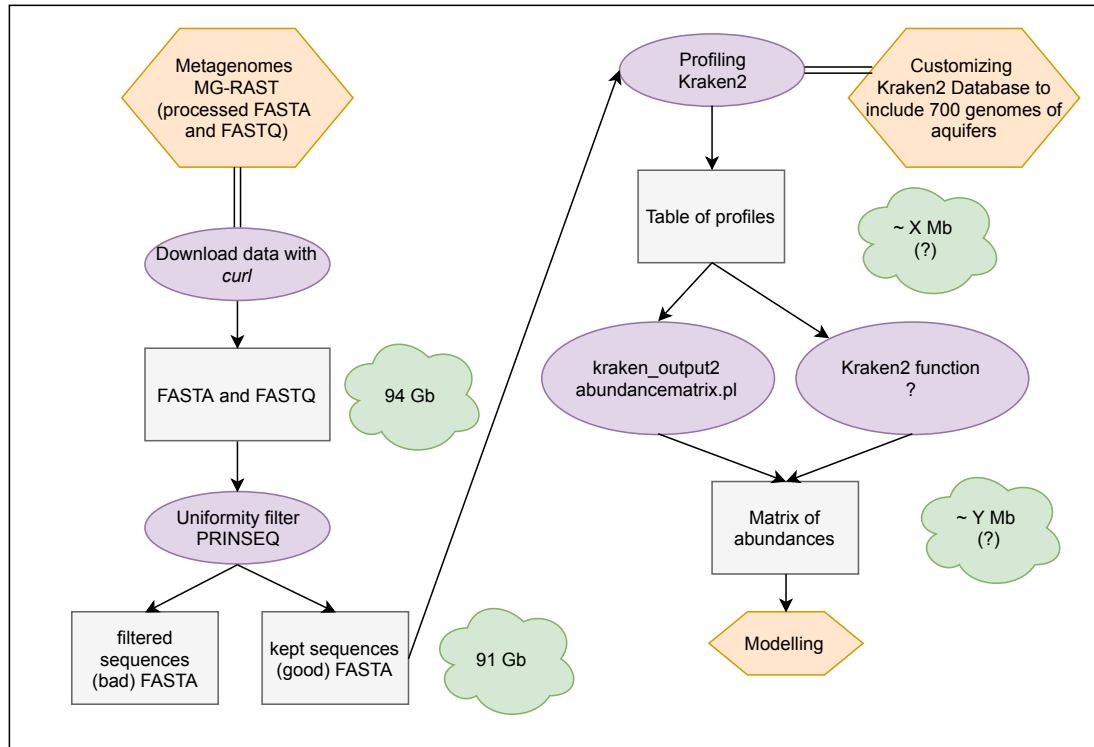 Metagenomes
MG-RAST
(processed FASTA
and FASTQ)
Download data with
curl
FASTA and FASTQ
94 Gb
Uniformity filter
PRINSEQ
filtered
sequences
(bad) FASTA
kept sequences
(good) FASTA
91 Gb
Profiling
Kraken2
Customizing
Kraken2 Database to
include 700 genomes of
aquifers
Table of profiles
~ X Mb
(?)
kraken_output2
abundancematrix.pl
Kraken2 function
?
Matrix of
abundances
~ Y Mb
(?)
Modelling